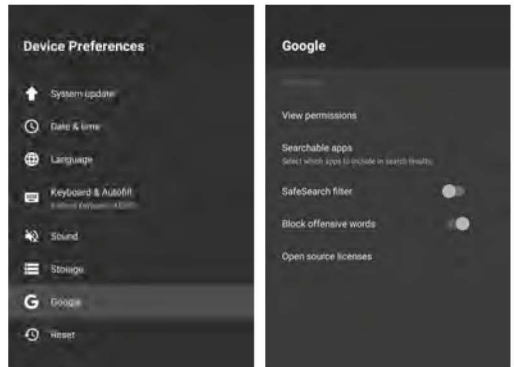 Device Preferences
System update
Date & time
Language
Keyboard & Autofill
Sound
Storage
Google
Reset
Google
View permissions
Searchable apps
Select which apps to include in search results
SafeSearch filter
Block offensive words
Open source licenses